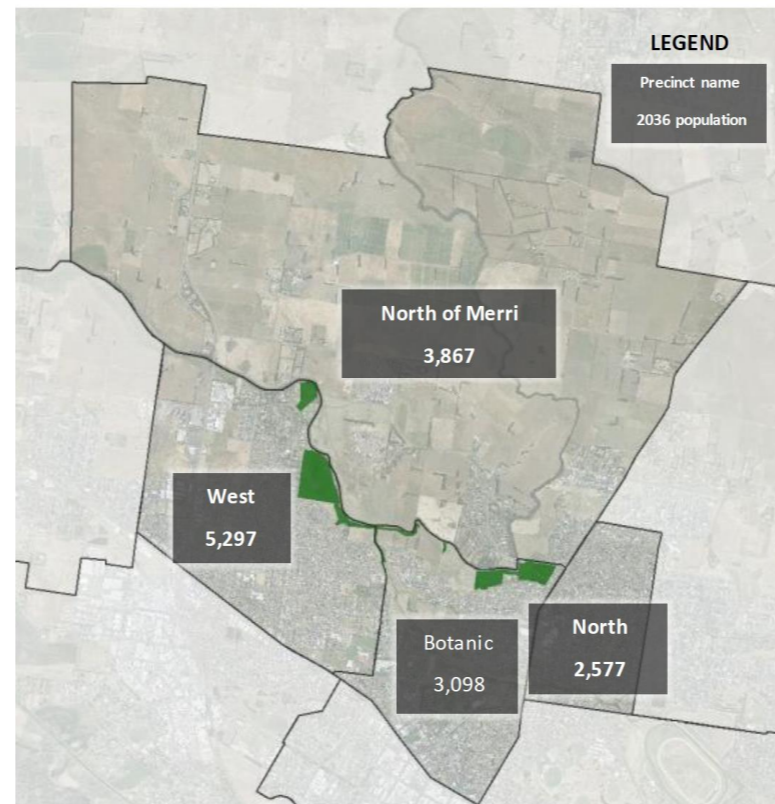 LEGEND
Precinct name
2036 population
North of Merri
3,867
West
5,297
Botanic
3,098
North
2,577